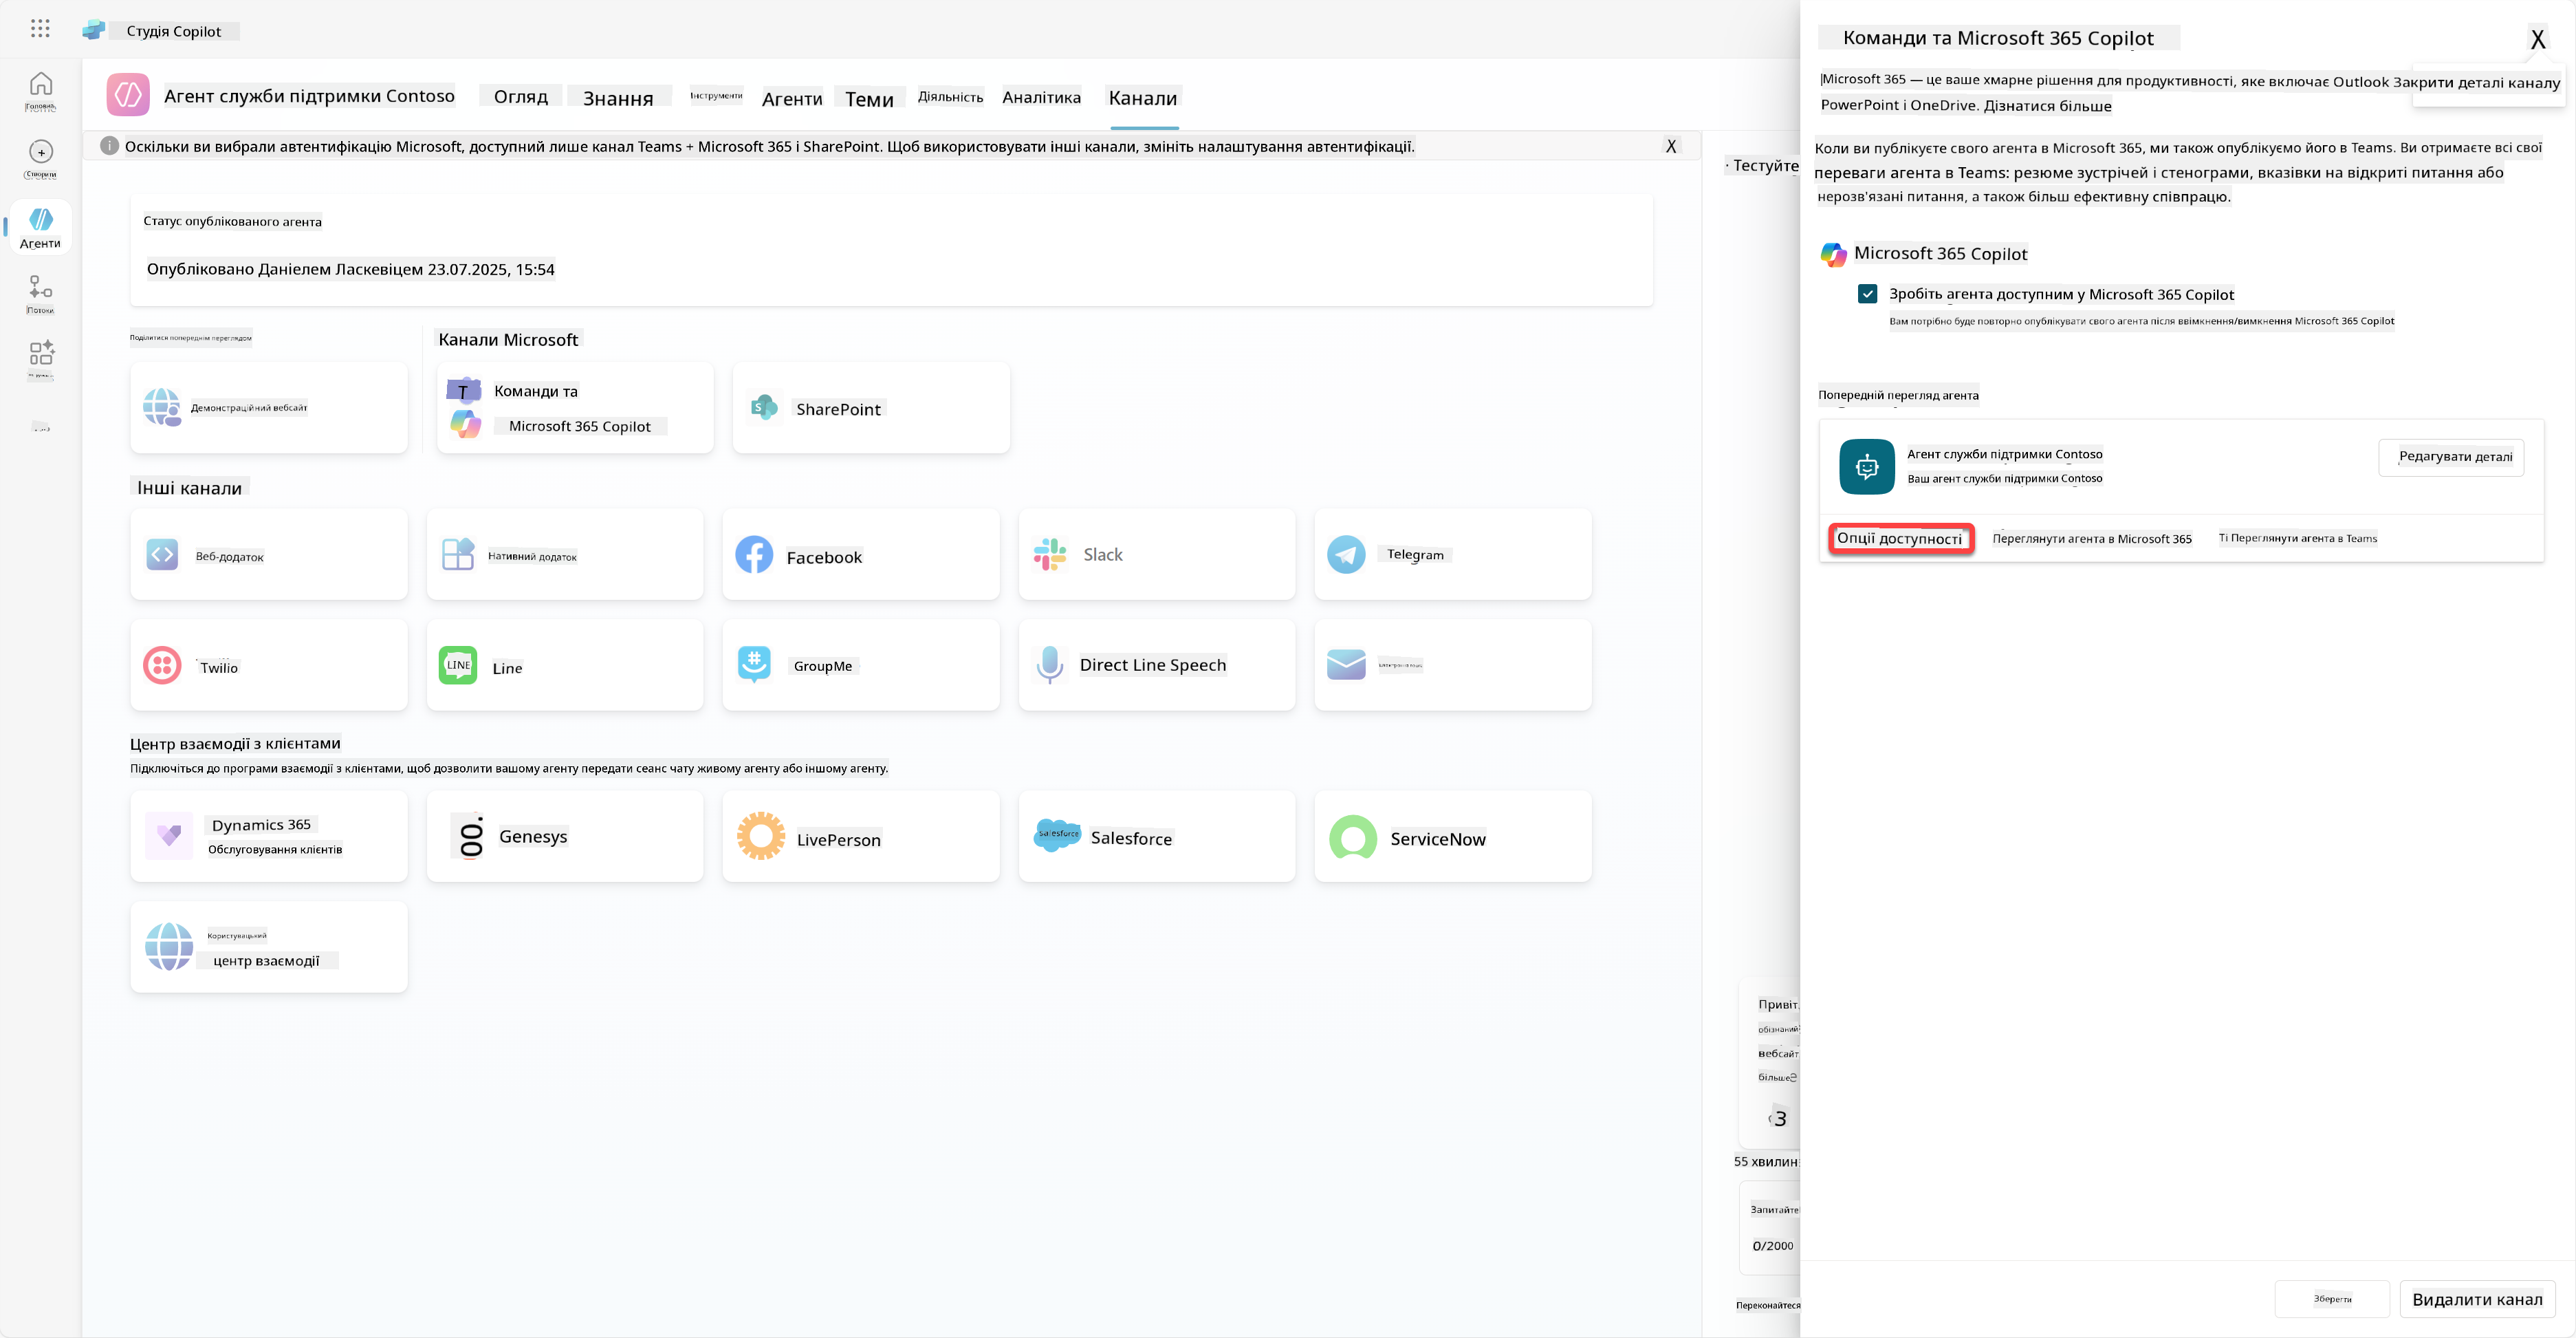 Студія Copilot
Головна
Створити
Агенти
Потоки
Агент служби підтримки Contoso
Огляд
Знання
Інструменти
Агенти
Теми
Діяльність
Аналітика
Канали
Оскільки ви вибрали автентифікацію Microsoft, доступний лише канал Teams + Microsoft 365 і SharePoint. Щоб використовувати інші канали, змініть налаштування автентифікації.
X
Статус опублікованого агента
Опубліковано Даніелем Ласкевіцем 23.07.2025, 15:54
Поділитися попереднім переглядом
Канали Microsoft
Демонстраційний вебсайт
T
Команди та
Microsoft 365 Copilot
SharePoint
Інші канали
Веб-додаток
Нативний додаток
Facebook
Slack
Telegram
Twilio
LINE
Line
GroupMe
Direct Line Speech
Центр взаємодії з клієнтами
Підключіться до програми взаємодії з клієнтами, щоб дозволити вашому агенту передати сеанс чату живому агенту або іншому агенту.
Dynamics 365
Обслуговування клієнтів
Genesys
LivePerson
salesforce
Salesforce
ServiceNow
Користувацький
центр взаємодії
· Тестуйте
Привіт,
обізнаний
вебсайт
більше
З
55 хвилин
Запитайте
0/2000
Переконайтеся
Команди та Microsoft 365 Copilot
X
Microsoft 365 — це ваше хмарне рішення для продуктивності, яке включає Outlook Закрити деталі каналу
PowerPoint і OneDrive. Дізнатися більше
Коли ви публікуєте свого агента в Microsoft 365, ми також опублікуємо його в Teams. Ви отримаєте всі свої
переваги агента в Teams: резюме зустрічей і стенограми, вказівки на відкриті питання або
нерозв'язані питання, а також більш ефективну співпрацю.
Microsoft 365 Copilot
Зробіть агента доступним у Microsoft 365 Copilot
Вам потрібно буде повторно опублікувати свого агента після ввімкнення/вимкнення Microsoft 365 Copilot
Попередній перегляд агента
Агент служби підтримки Contoso
Ваш агент служби підтримки Contoso
Редагувати деталі
Опції доступності
Переглянути агента в Microsoft 365
Ті Переглянути агента в Teams
Зберегти
Видалити канал